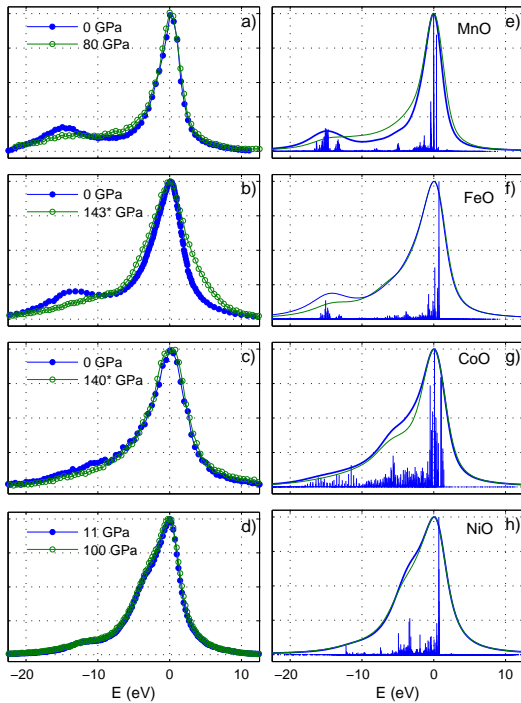 a)
0 GPa
80 GPa
e)
MnO
b)
0 GPa
143* GPa
f)
FeO
c)
0 GPa
140* GPa
g)
CoO
d)
11 GPa
100 GPa
h)
NiO
−20 −10 0 10
−20 −10 0 10
E (eV)
E (eV)